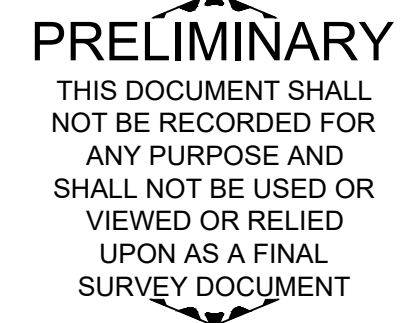 PRELIMINARY
THIS DOCUMENT SHALL
NOT BE RECORDED FOR
ANY PURPOSE AND
SHALL NOT BE USED OR
VIEWED OR RELIED
UPON AS A FINAL
SURVEY DOCUMENT